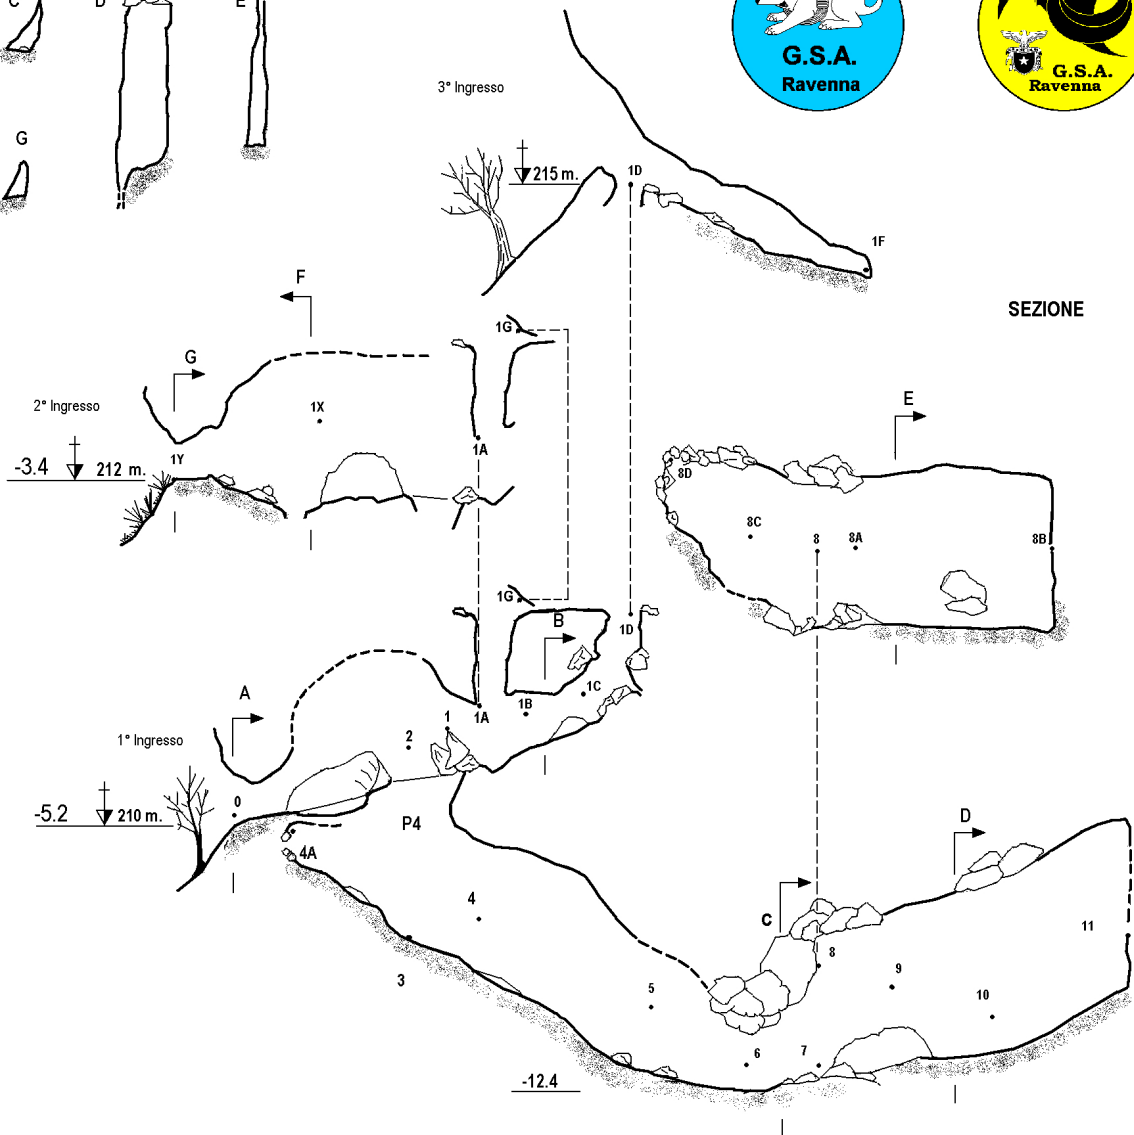 C
D
E
G
G.S.A.
Ravenna
G.S.A.
Ravenna
3° Ingresso
215 m.
1D
1F
SEZIONE
F
1G
G
2° Ingresso
1X
E
1A
-3.4
212 m.
1Y
8D
8C
8
8A
8B
1G
1D
B
A
1C
1B
1A
1° Ingresso
1
2
-5.2
0
210 m.
P4
D
4A
4
C
11
8
9
3
5
10
6
7
-12.4